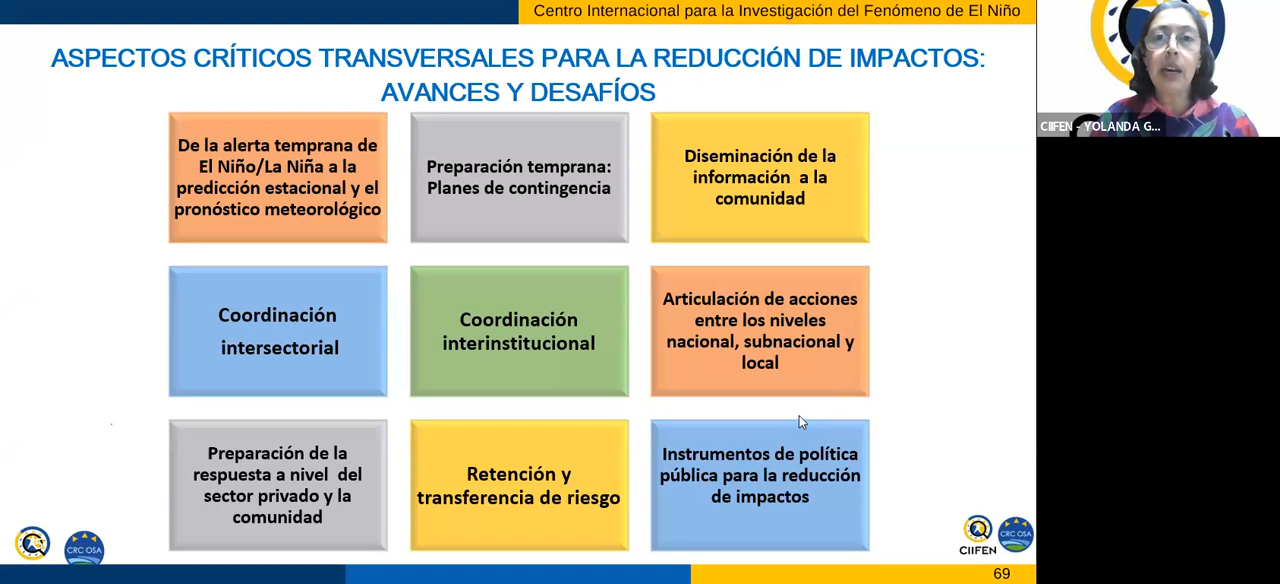 Centro Internacional para la Investigación del Fenómeno de El Niño
ASPECTOS CRÍTICOS TRANSVERSALES PARA LA REDUCCIóN DE IMPACTOS:
AVANCES Y DESAFÍOS
De la alerta temprana de
El Niño/La Niña a la
predicción estacional y el
pronóstico meteorológico
Preparación temprana:
Planes de contingencia
Diseminación de la
información a la
comunidad
Coordinación
intersectorial
Coordinación
interinstitucional
Articulación de acciones
entre los niveles
nacional, subnacional y
local
Preparación de la
respuesta a nivel del
sector privado y la
comunidad
Retención y
transferencia de riesgo
Instrumentos de política
pública para la reducción
de impactos
CRC OSA
CIIFEN
CRC OSA
69
CIIFEN - YOLANDA G...